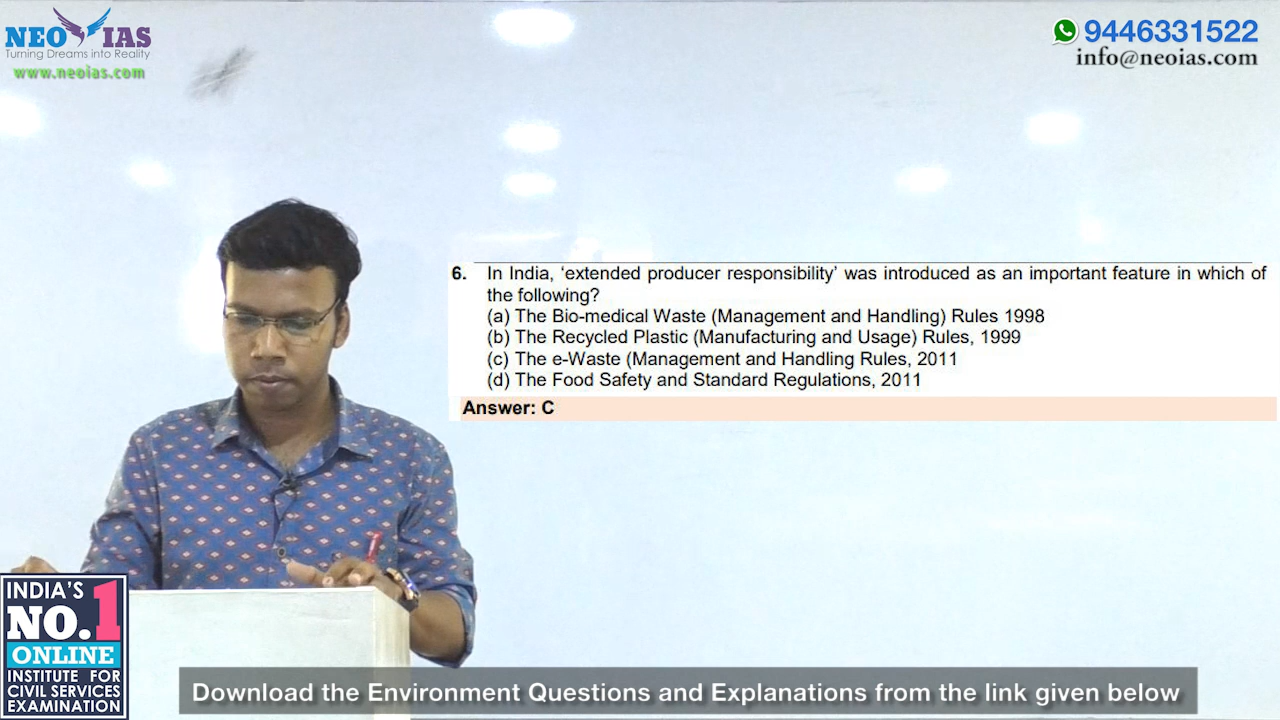 NEO IAS
Turning Dreams into Reality
www.neoias.com
9446331522
info@neoias.com
6. In India, ‘extended producer responsibility’ was introduced as an important feature in which of
the following?
(a) The Bio-medical Waste (Management and Handling) Rules 1998
(b) The Recycled Plastic (Manufacturing and Usage) Rules, 1999
(c) The e-Waste (Management and Handling Rules, 2011
(d) The Food Safety and Standard Regulations, 2011
Answer: C
INDIA'S
NO.1
ONLINE
INSTITUTE FOR
CIVIL SERVICES
EXAMINATION
Download the Environment Questions and Explanations from the link given below